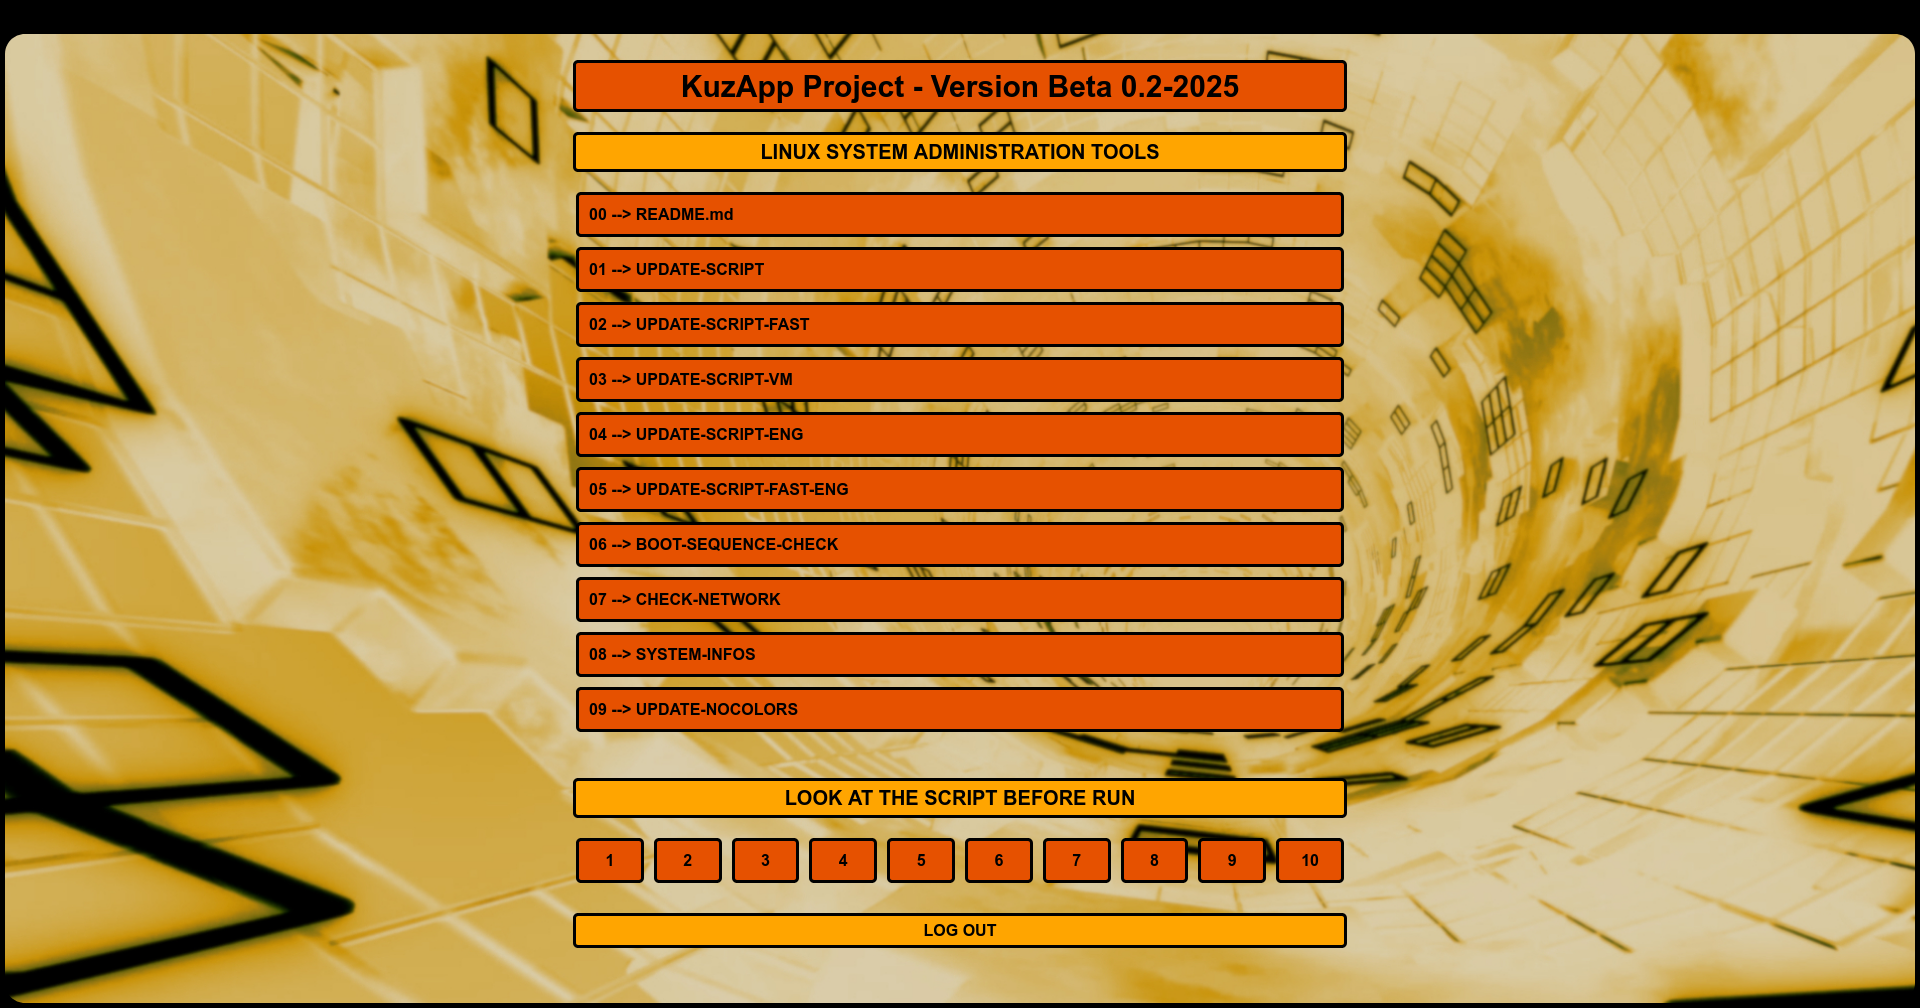 KuzApp Project - Version Beta 0.2-2025
LINUX SYSTEM ADMINISTRATION TOOLS
00 --> README.md
01 --> UPDATE-SCRIPT
02 --> UPDATE-SCRIPT-FAST
03 --> UPDATE-SCRIPT-VM
04 --> UPDATE-SCRIPT-ENG
05 --> UPDATE-SCRIPT-FAST-ENG
06 --> BOOT-SEQUENCE-CHECK
07 --> CHECK-NETWORK
08 --> SYSTEM-INFOS
09 --> UPDATE-NOCOLORS
LOOK AT THE SCRIPT BEFORE RUN
1 2 3 4 5 6 7 8 9 10
LOG OUT